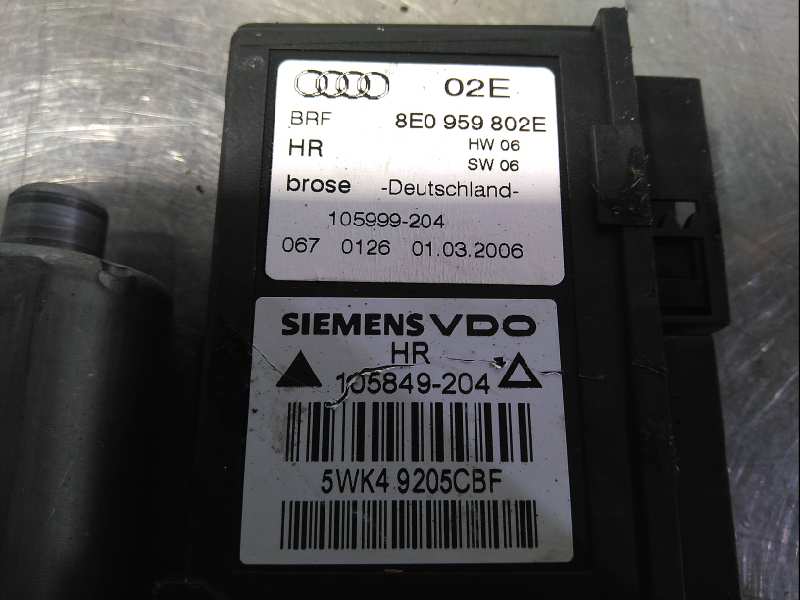 02E
BRF 8E0 959 802E
HR HW 06
SW 06
brose -Deutschland-
105999-204
067 0126 01.03.2006
SIEMENS VDO
HR
105849-204
5WK4 9205CBF